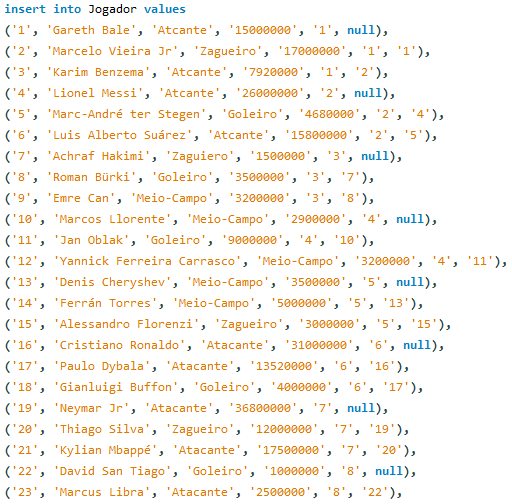 insert into Jogador values
('1', 'Gareth Bale', 'Atcante', '15000000', '1', null),
('2', 'Marcelo Vieira Jr', 'Zagueiro', '17000000', '1', '1'),
('3', 'Karim Benzema', 'Atcante', '7920000', '1', '2'),
('4', 'Lionel Messi', 'Atcante', '26000000', '2', null),
('5', 'Marc-André ter Stegen', 'Goleiro', '4680000', '2', '4'),
('6', 'Luis Alberto Suárez', 'Atcante', '15800000', '2', '5'),
('7', 'Achraf Hakimi', 'Zaguiero', '1500000', '3', null),
('8', 'Roman Bürki', 'Goleiro', '3500000', '3', '7'),
('9', 'Emre Can', 'Meio-Campo', '3200000', '3', '8'),
('10', 'Marcos Llorente', 'Meio-Campo', '2900000', '4', null),
('11', 'Jan Oblak', 'Goleiro', '9000000', '4', '10'),
('12', 'Yannick Ferreira Carrasco', 'Meio-Campo', '3200000', '4', '11'),
('13', 'Denis Cheryshev', 'Meio-Campo', '3500000', '5', null),
('14', 'Ferrán Torres', 'Meio-Campo', '5000000', '5', '13'),
('15', 'Alessandro Florenzi', 'Zagueiro', '3000000', '5', '15'),
('16', 'Cristiano Ronaldo', 'Atacante', '31000000', '6', null),
('17', 'Paulo Dybala', 'Atacante', '13520000', '6', '16'),
('18', 'Gianluigi Buffon', 'Goleiro', '4000000', '6', '17'),
('19', 'Neymar Jr', 'Atacante', '36800000', '7', null),
('20', 'Thiago Silva', 'Zagueiro', '12000000', '7', '19'),
('21', 'Kylian Mbappé', 'Atacante', '17500000', '7', '20'),
('22', 'David San Tiago', 'Goleiro', '1000000', '8', null),
('23', 'Marcus Libra', 'Atacante', '2500000', '8', '22'),